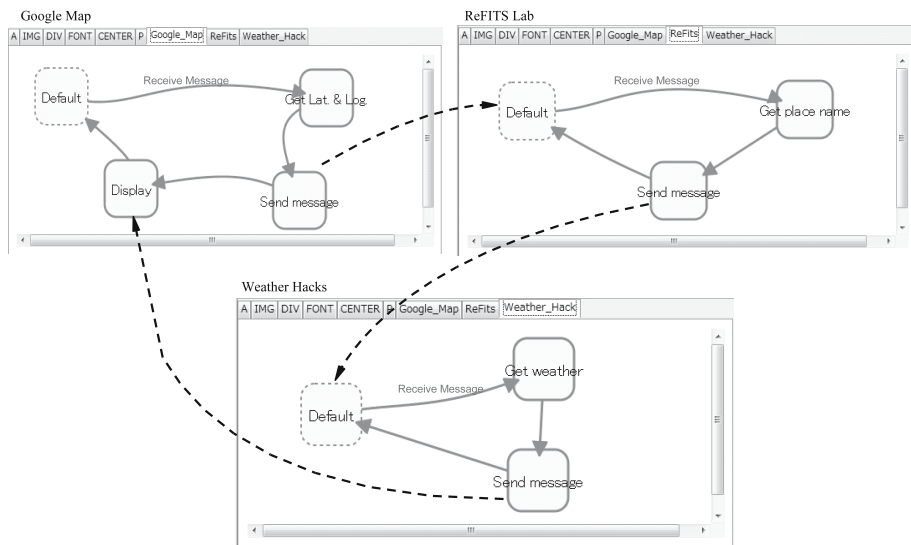 Google Map
A IMG DIV FONT CENTER P Google_Map ReFits Weather_Hack
Default
Receive Message
Get Lat. & Log.
Display
Send message
ReFITS Lab
A IMG DIV FONT CENTER P Google_Map ReFits Weather_Hack
Default
Receive Message
Get place name
Send message
Weather Hacks
A IMG DIV FONT CENTER P Google_Map ReFits Weather_Hack
Get weather
Receive Message
Default
Send message